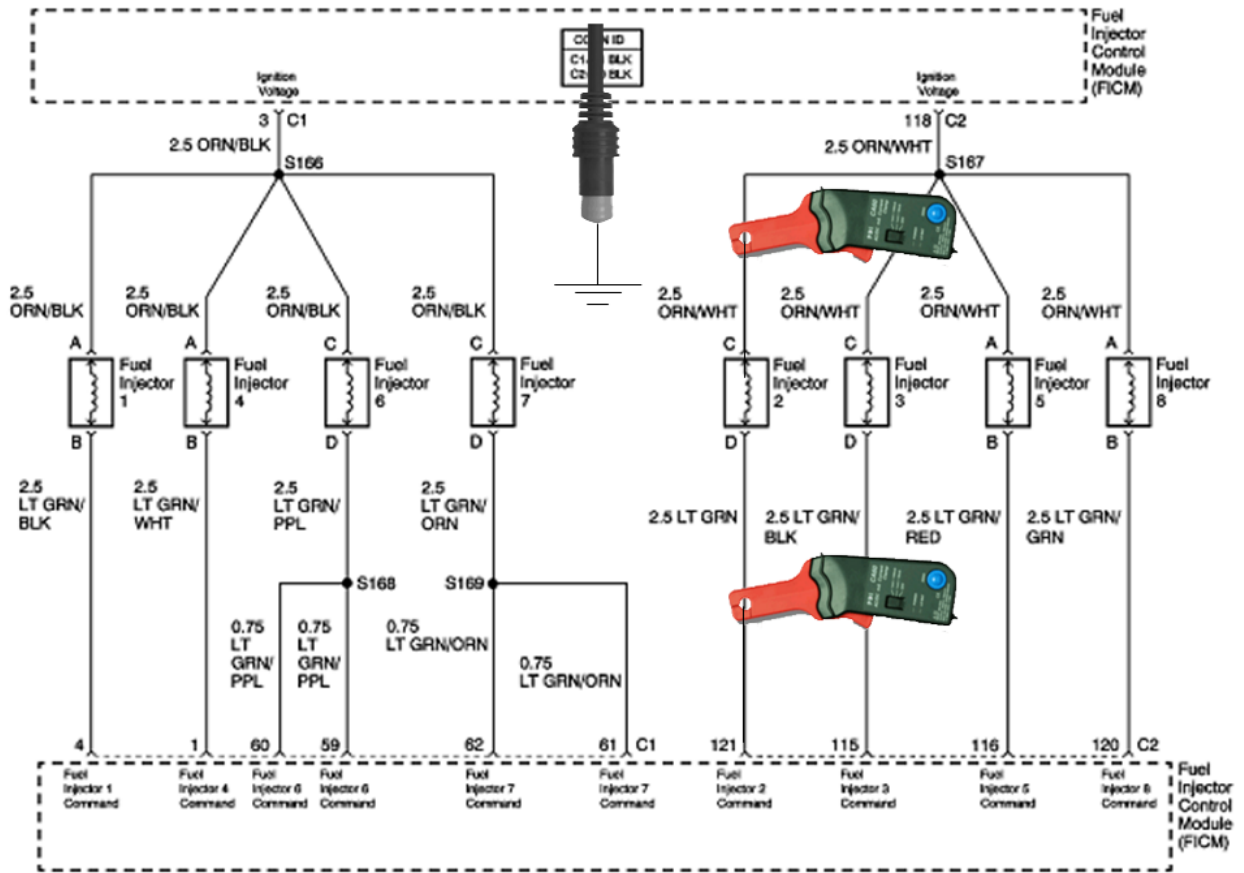 Fuel
Injector
Control
Module
(FICM)
ID
BLK
BLK
Ignition
Voltage
Ignition
Voltage
3 C1
118 C2
2.5 ORN/BLK
2.5 ORN/WHT
S166
S167
2.5
ORN/BLK
2.5
ORN/BLK
2.5
ORN/BLK
2.5
ORN/BLK
2.5
ORN/WHT
2.5
ORN/WHT
2.5
ORN/WHT
2.5
ORN/WHT
A
A
C
C
C
C
A
A
Fuel
Injector
1
Fuel
Injector
4
Fuel
Injector
6
Fuel
Injector
7
Fuel
Injector
2
Fuel
Injector
3
Fuel
Injector
5
Fuel
Injector
8
B
B
D
D
D
D
B
B
2.5
LT GRN/
BLK
2.5
LT GRN/
WHT
2.5
LT GRN/
PPL
2.5
LT GRN/
ORN
2.5 LT GRN
2.5 LT GRN/
BLK
2.5 LT GRN/
RED
2.5 LT GRN/
GRN
S168
S169
0.75
LT
GRN/
PPL
0.75
LT
GRN/
PPL
0.75
LT GRN/ORN
0.75
LT GRN/ORN
4
1
60
59
62
61 C1
121
115
116
120 C2
Fuel
Injector 1
Command
Fuel
Injector 4
Command
Fuel
Injector 6
Command
Fuel
Injector 6
Command
Fuel
Injector 7
Command
Fuel
Injector 7
Command
Fuel
Injector 2
Command
Fuel
Injector 3
Command
Fuel
Injector 5
Command
Fuel
Injector 8
Command
Fuel
Injector
Control
Module
(FICM)